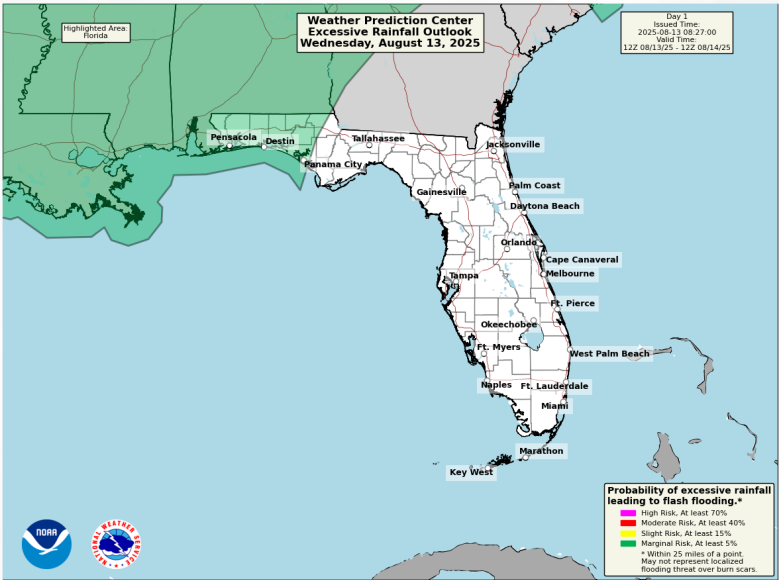 Weather Prediction Center
Excessive Rainfall Outlook
Wednesday, August 13, 2025
Highlighted Area:
Florida
Day 1
Issued Time:
2025-08-13 08:27:00
Valid Time:
12Z 08/13/25 - 12Z 08/14/25
Pensacola
Destin
Tallahassee
Jacksonville
Panama City
Palm Coast
Gainesville
Daytona Beach
Orlando
Cape Canaveral
Melbourne
Tampa
Ft. Pierce
Okeechobee
Ft. Myers
West Palm Beach
Naples
Ft. Lauderdale
Miami
Marathon
Key West
Probability of excessive rainfall
leading to flash flooding.*
High Risk, At least 70%
Moderate Risk, At least 40%
Slight Risk, At least 15%
Marginal Risk, At least 5%
* Within 25 miles of a point.
May not represent localized
flooding threat over burn scars.
NOAA
NATIONAL WEATHER SERVICE